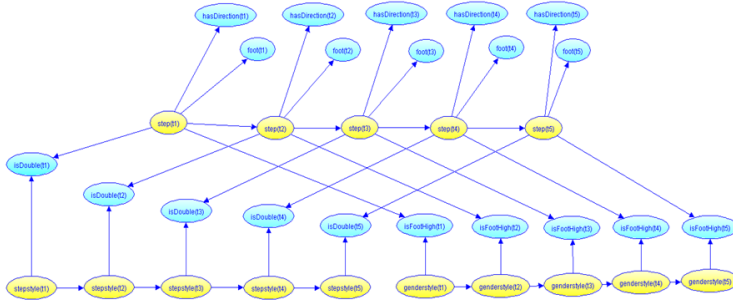 hasDirection(t1) hasDirection(t2) hasDirection(t3) hasDirection(t4) hasDirection(t5)
foot(t1) foot(t2) foot(t3) foot(t4) foot(t5)
step(t1) step(t2) step(t3) step(t4) step(t5)
isDouble(t1)
isDouble(t2)
isDouble(t3)
isDouble(t4)
isDouble(t5)
isFootHigh(t1) isFootHigh(t2) isFootHigh(t3) isFootHigh(t4) isFootHigh(t5)
stepstyle(t1) stepstyle(t2) stepstyle(t3) stepstyle(t4) stepstyle(t5) genderstyle(t1) genderstyle(t2) genderstyle(t3) genderstyle(t4) genderstyle(t5)